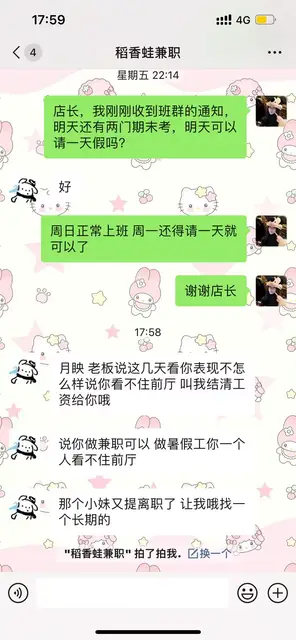 17:59
4G
4
稻香蛙兼职
星期五 22:14
店长，我刚刚收到班群的通知，
明天还有两门期末考，明天可以
请一天假吗？
好
周日正常上班 周一还得请一天就
可以了
谢谢店长
17:58
月映 老板说这几天看你表现不怎
么样说你看不住前厅 叫我结清工
资给你哦
说你做兼职可以 做暑假工你一个
人看不住前厅
那个小妹又提离职了 让我哦找一
个长期的
"稻香蛙兼职" 拍了拍我. 换一个